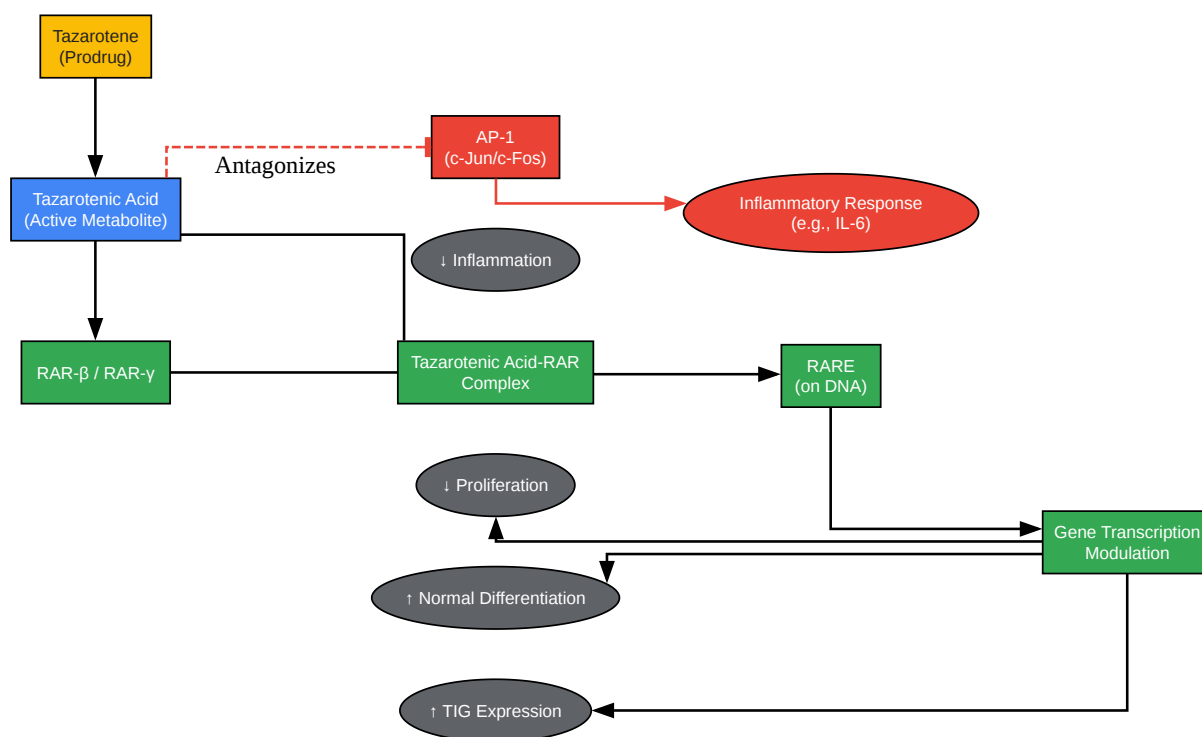 Tazarotene
(Prodrug)
Antagonizes
AP-1
(c-Jun/c-Fos)
Tazarotenic Acid
(Active Metabolite)
Inflammatory Response
(e.g., IL-6)
↓ Inflammation
RAR-β / RAR-γ
Tazarotenic Acid-RAR
Complex
RARE
(on DNA)
↓ Proliferation
Gene Transcription
Modulation
↑ Normal Differentiation
↑ TIG Expression